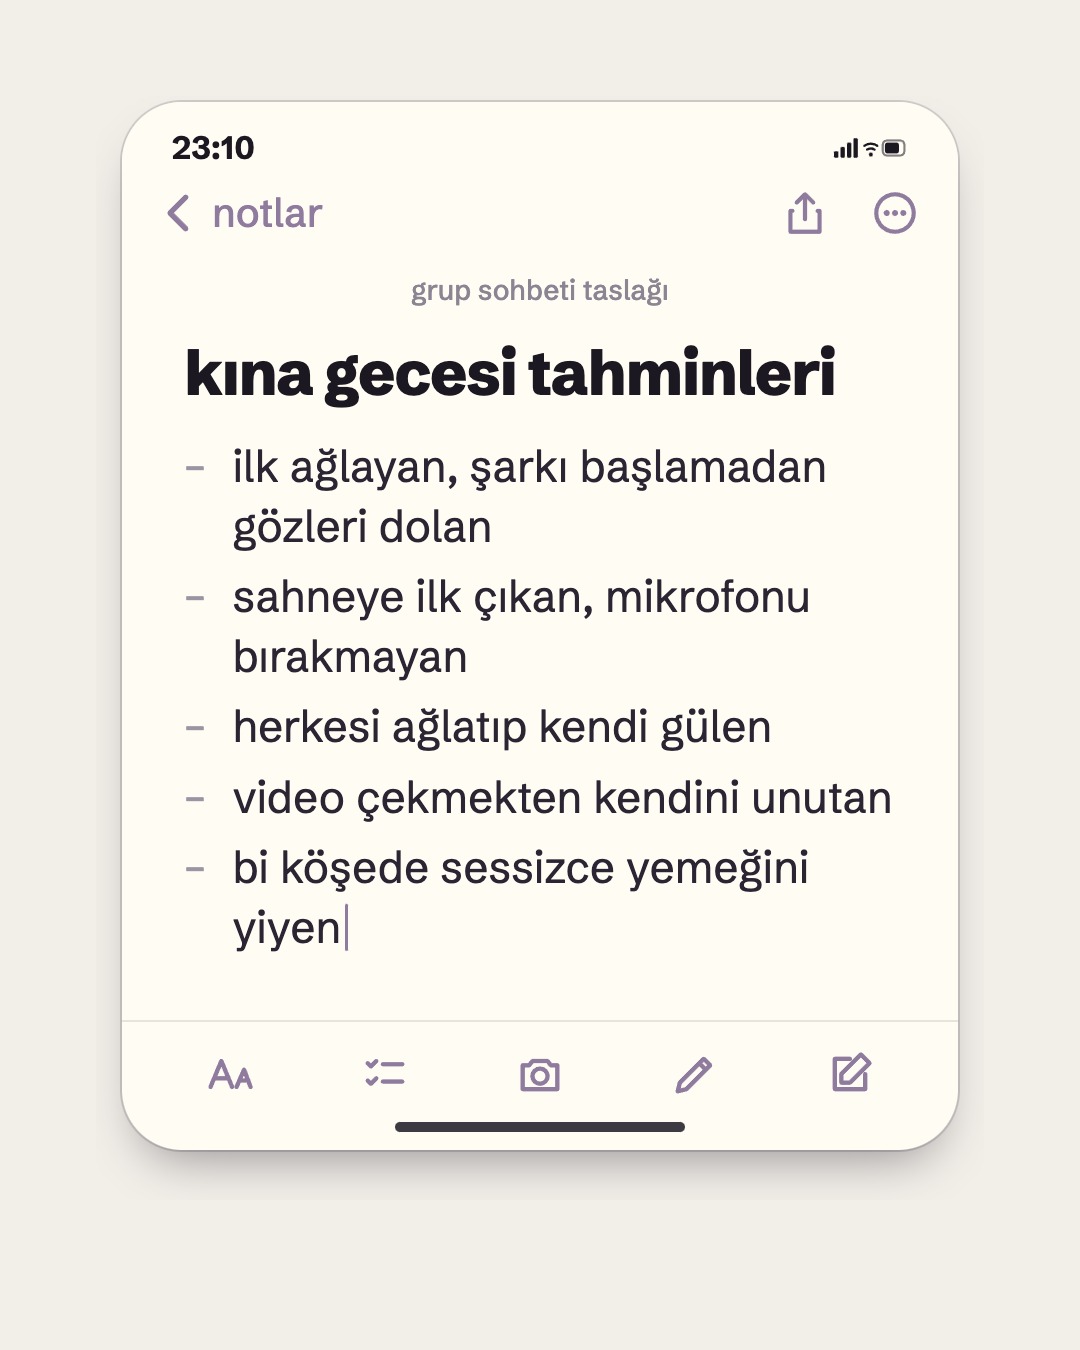 23:10
notlar
grup sohbeti taslağı
kına gecesi tahminleri
– ilk ağlayan, şarkı başlamadan
gözleri dolan
– sahneye ilk çıkan, mikrofonu
bırakmayan
– herkesi ağlatıp kendi gülen
– video çekmekten kendini unutan
– bi köşede sessizce yemeğini
yiyen
AA